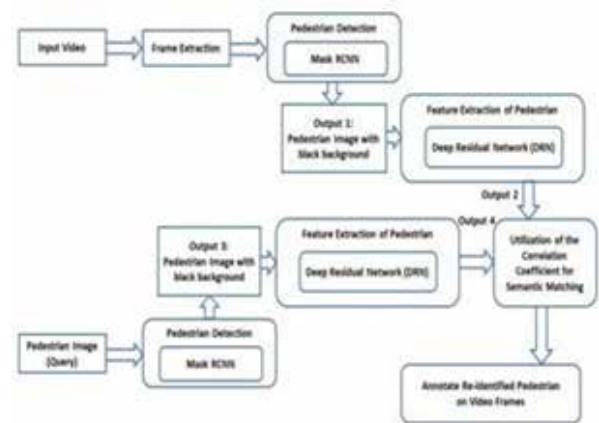 Pedestrian Detection
Input Video
Frame Extraction
Mask RCNN
Output 1:
Pedestrian Image with
black background
Feature Extraction of Pedestrian
Deep Residual Network (DRN)
Output 2
Output 3:
Pedestrian Image with
black background
Feature Extraction of Pedestrian
Deep Residual Network (DRN)
Output 4
Utilization of the
Correlation
Coefficient for
Semantic Matching
Pedestrian Image
(Query)
Pedestrian Detection
Mask RCNN
Annotate Re-Identified Pedestrian
on Video Frames